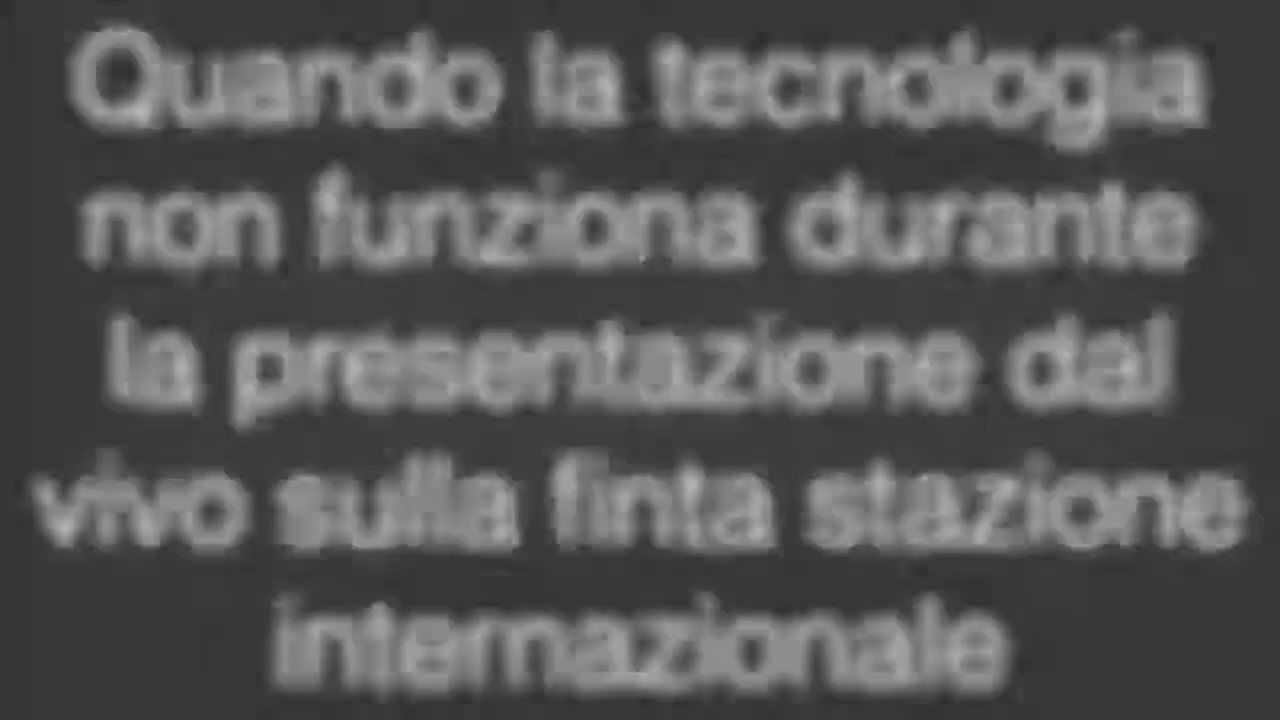 Quando la tecnologia
non funziona durante
la presentazione dal
vivo sulla finta stazione
internazionale